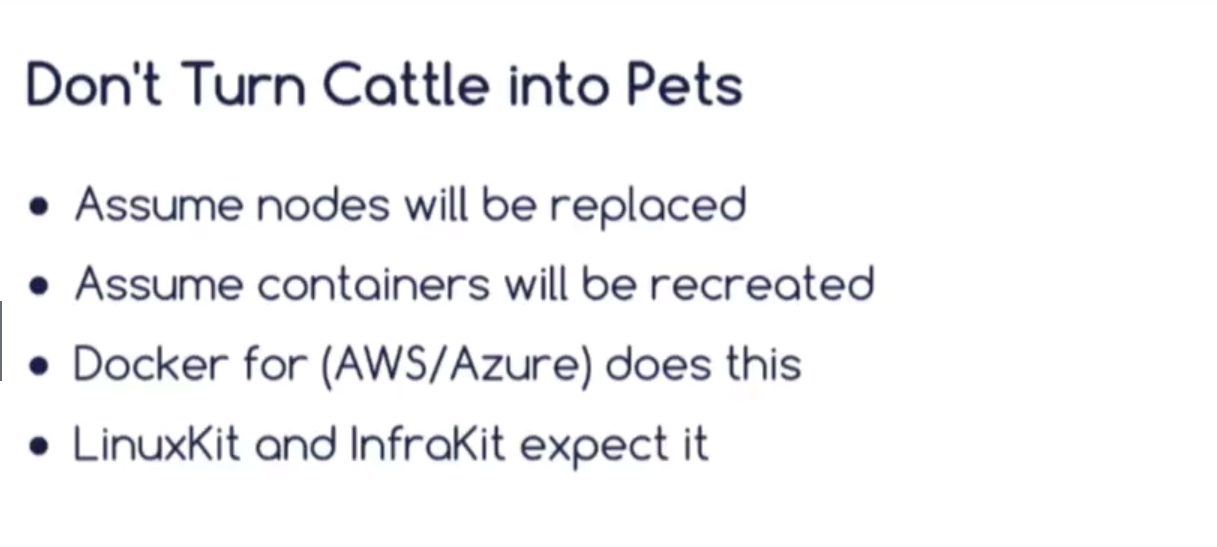 Don't Turn Cattle into Pets
• Assume nodes will be replaced
• Assume containers will be recreated
• Docker for (AWS/Azure) does this
• LinuxKit and InfraKit expect it